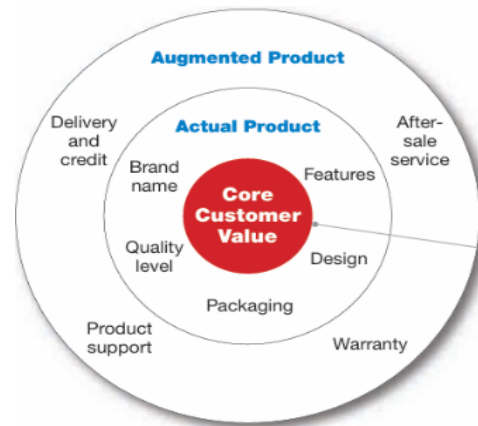 Augmented Product
Delivery
and
credit
After-
sale
service
Actual Product
Brand
name
Features
Core
Customer
Value
Quality
level
Design
Packaging
Product
support
Warranty